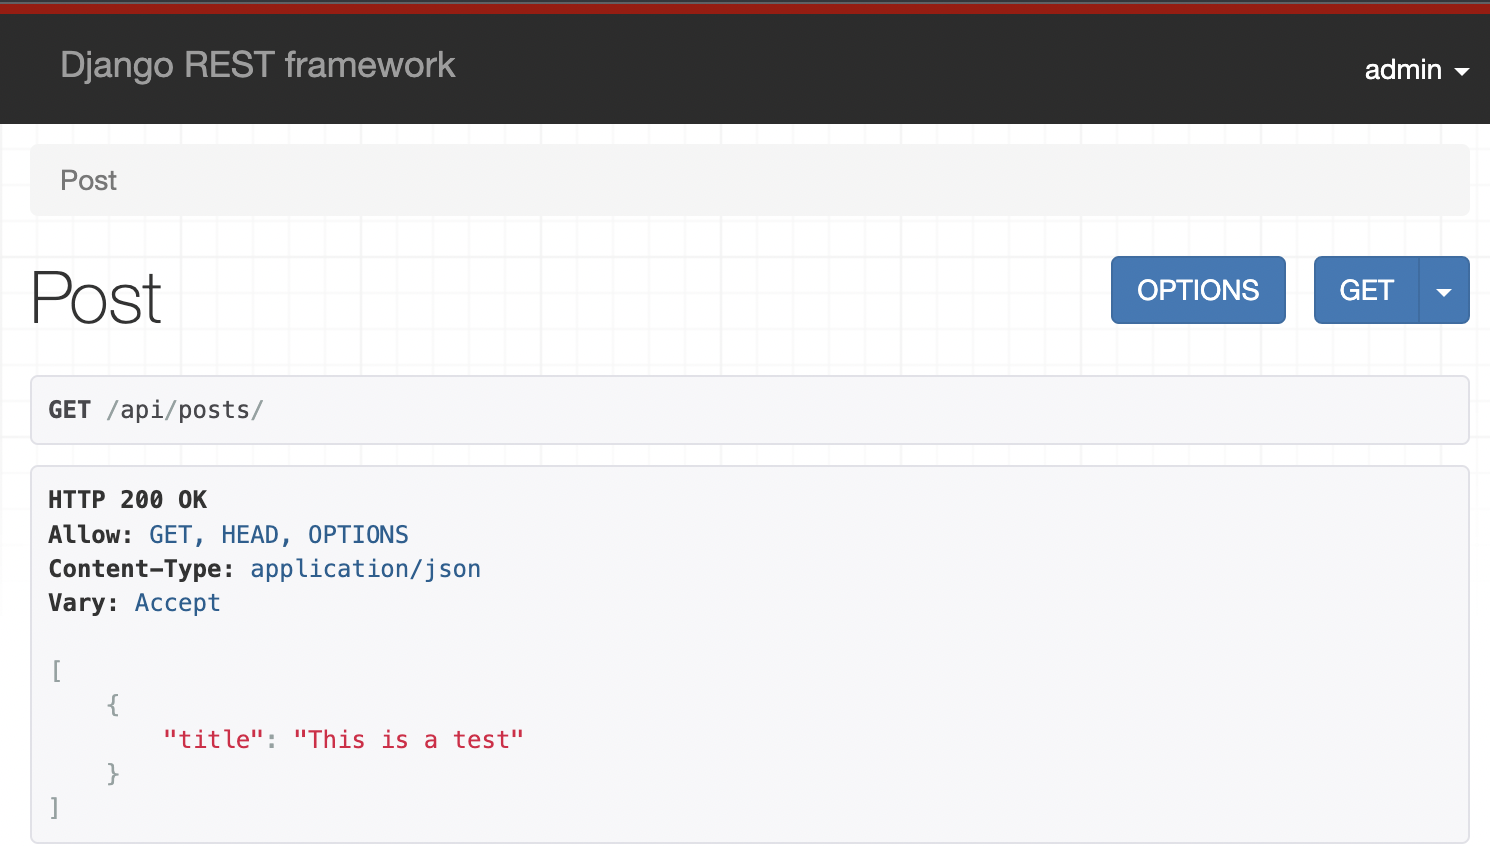 Django REST framework
admin
Post
Post
OPTIONS
GET
GET /api/posts/
HTTP 200 OK
Allow: GET, HEAD, OPTIONS
Content-Type: application/json
Vary: Accept
[
    {
        "title": "This is a test"
    }
]